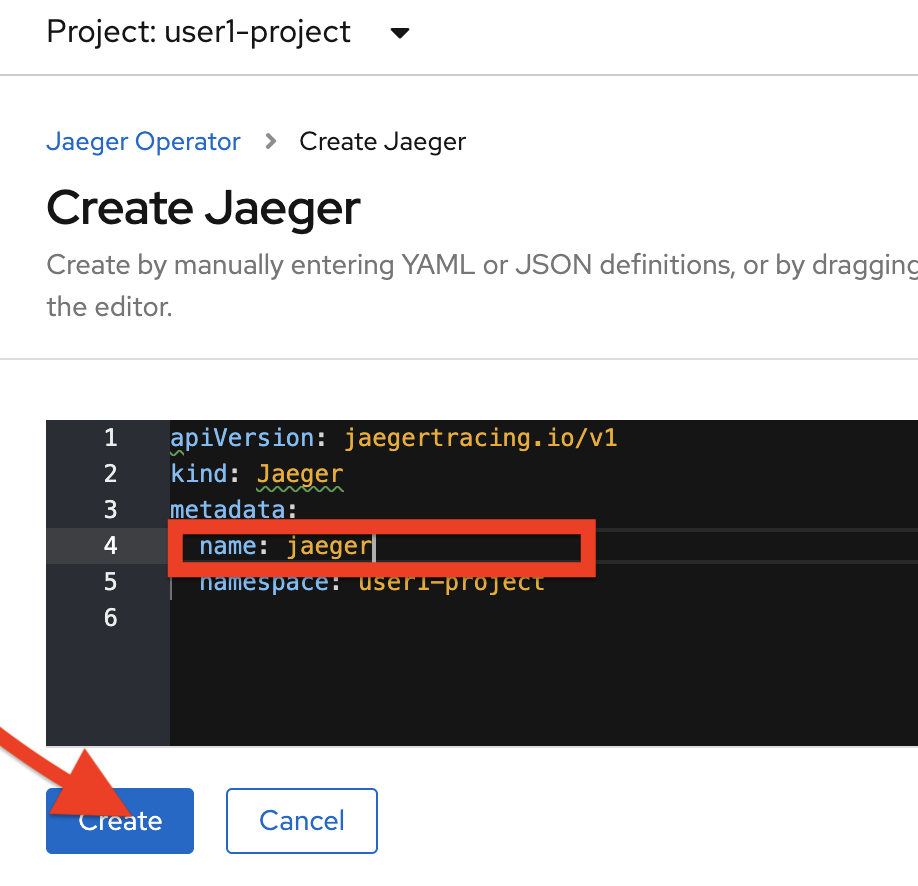 Project: user1-project
Jaeger Operator > Create Jaeger
Create Jaeger
Create by manually entering YAML or JSON definitions, or by dragging
the editor.
1 apiVersion: jaegertracing.io/v1
2 kind: Jaeger
3 metadata:
4 name: jaeger
5 namespace: user1-project
6
Create Cancel